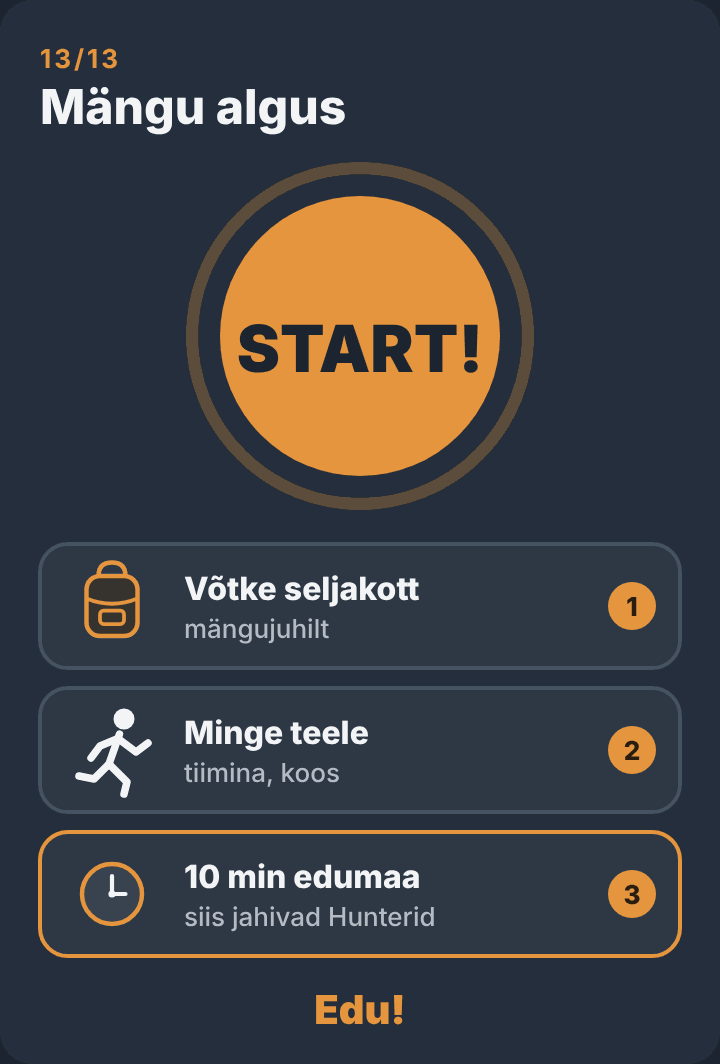 13/13
Mängu algus
START!
Võtke seljakott
mängujuhilt
1
Minge teele
tiimina, koos
2
10 min edumaa
siis jahivad Hunterid
3
Edu!